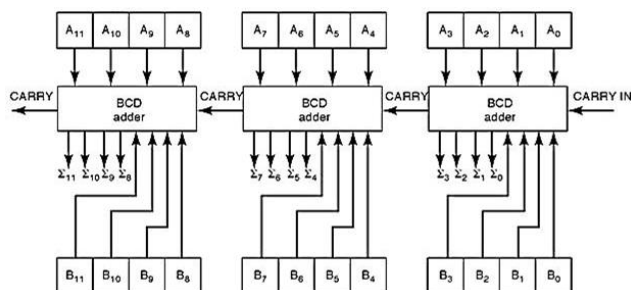 A11 A10 A9 A8 A7 A6 A5 A4 A3 A2 A1 A0
CARRY BCD adder CARRY BCD adder CARRY BCD adder CARRY IN
Σ11 Σ10 Σ9 Σ8 Σ7 Σ6 Σ5 Σ4 Σ3 Σ2 Σ1 Σ0
B11 B10 B9 B8 B7 B6 B5 B4 B3 B2 B1 B0